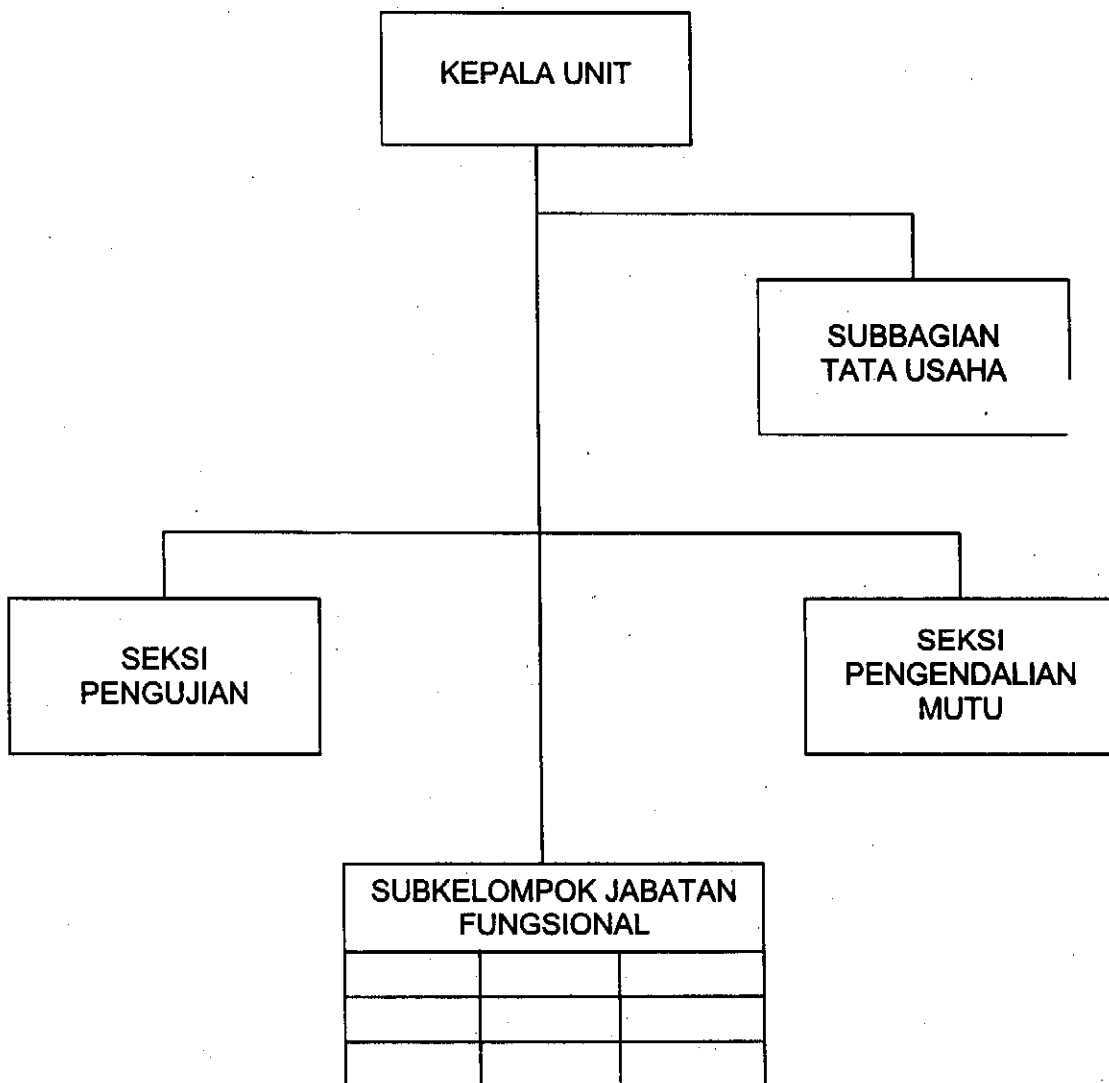 KEPALA UNIT
SUBBAGIAN
TATA USAHA
SEKSI
PENGUJIAN
SEKSI
PENGENDALIAN
MUTU
SUBKELOMPOK JABATAN
FUNGSIONAL